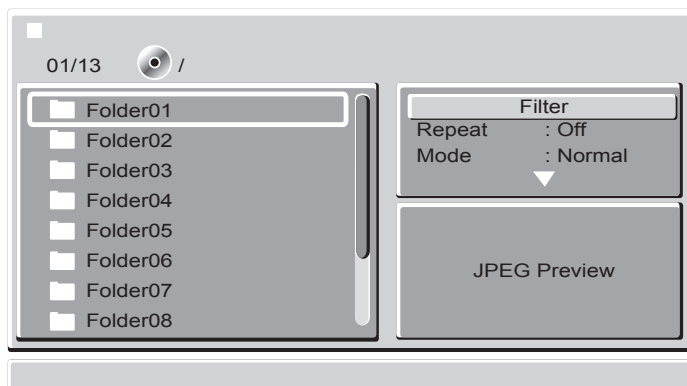 01/13 /
Folder01
Folder02
Folder03
Folder04
Folder05
Folder06
Folder07
Folder08
Filter
Repeat : Off
Mode : Normal
JPEG Preview